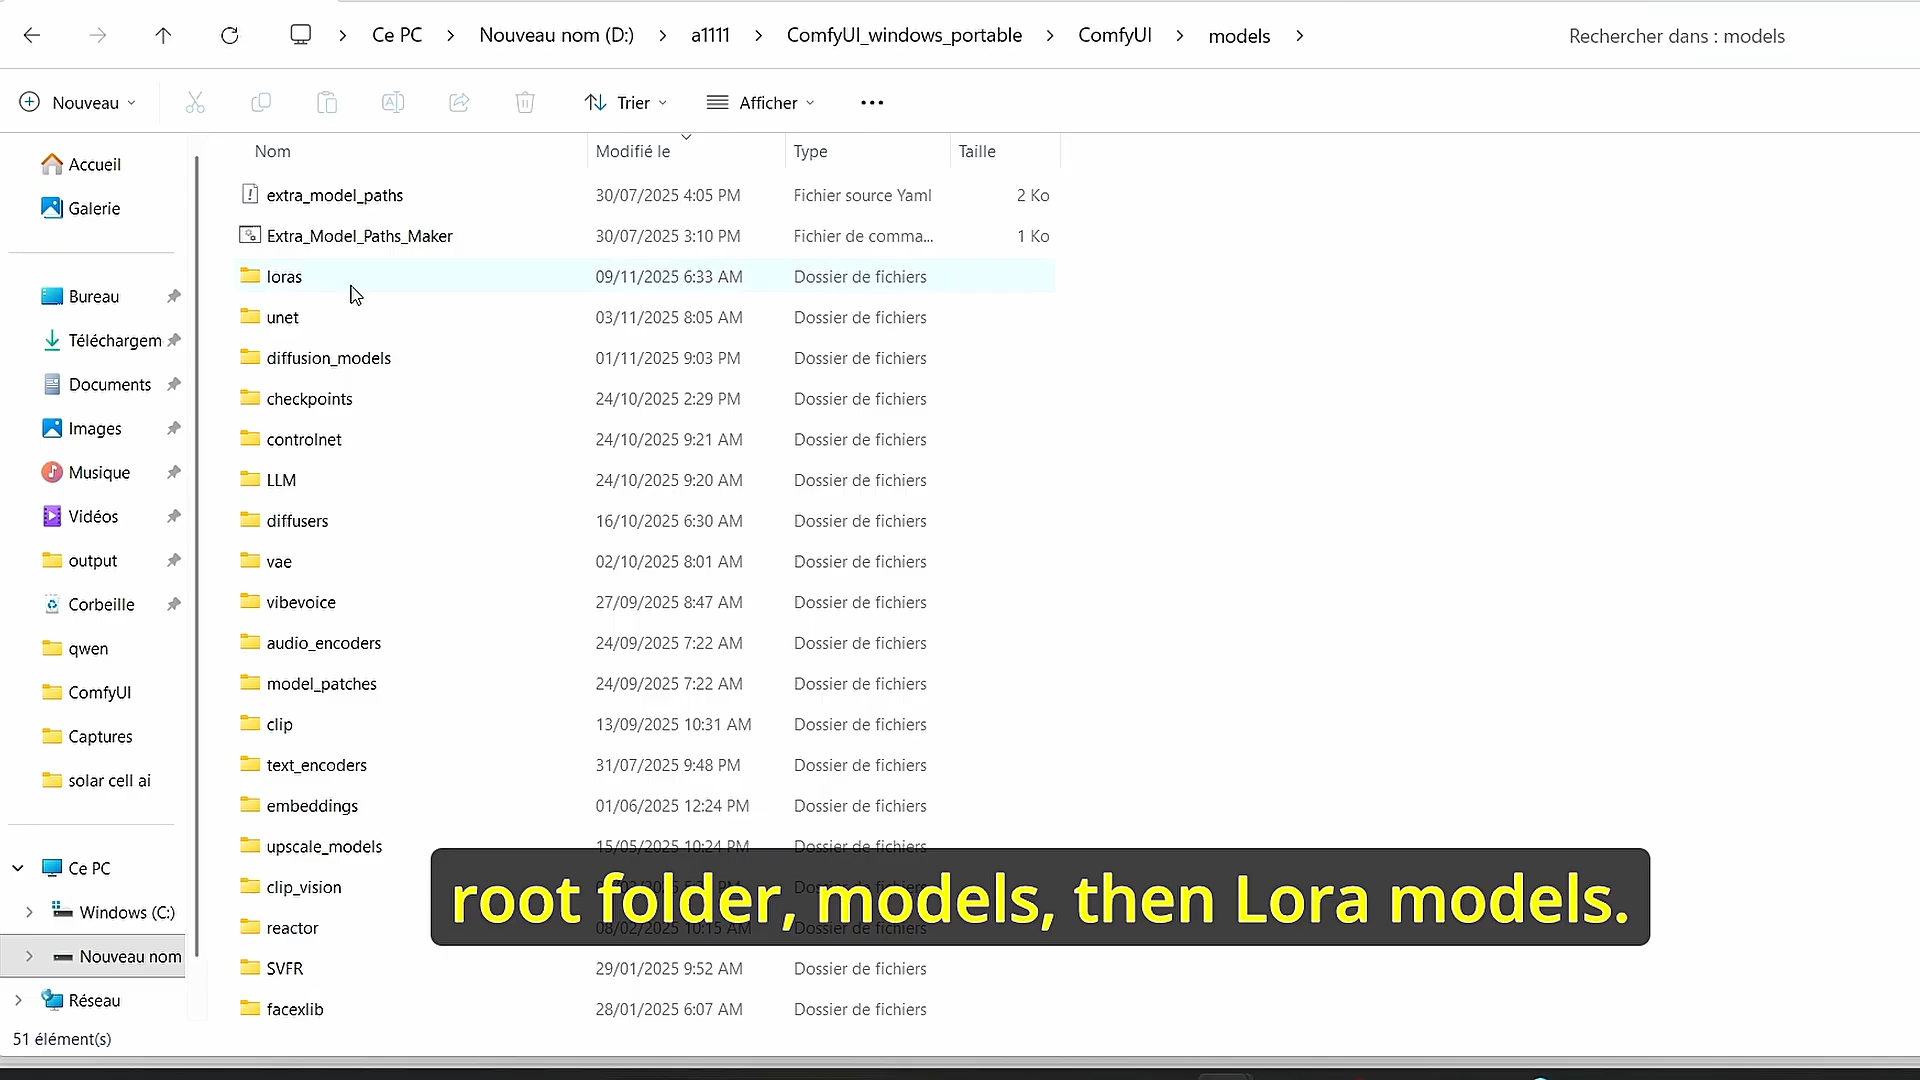 Ce PC
Nouveau nom (D:)
a1111
ComfyUI_windows_portable
ComfyUI
models
Rechercher dans : models
Nouveau
Trier
Afficher
Accueil
Galerie
Bureau
Téléchargem
Documents
Images
Musique
Vidéos
output
Corbeille
qwen
ComfyUI
Captures
solar cell ai
Ce PC
Windows (C:)
Nouveau nom
Réseau
51 élément(s)
Nom Modifié le Type Taille
extra_model_paths 30/07/2025 4:05 PM Fichier source Yaml 2 Ko
Extra_Model_Paths_Maker 30/07/2025 3:10 PM Fichier de comma... 1 Ko
loras 09/11/2025 6:33 AM Dossier de fichiers
unet 03/11/2025 8:05 AM Dossier de fichiers
diffusion_models 01/11/2025 9:03 PM Dossier de fichiers
checkpoints 24/10/2025 2:29 PM Dossier de fichiers
controlnet 24/10/2025 9:21 AM Dossier de fichiers
LLM 24/10/2025 9:20 AM Dossier de fichiers
diffusers 16/10/2025 6:30 AM Dossier de fichiers
vae 02/10/2025 8:01 AM Dossier de fichiers
vibevoice 27/09/2025 8:47 AM Dossier de fichiers
audio_encoders 24/09/2025 7:22 AM Dossier de fichiers
model_patches 24/09/2025 7:22 AM Dossier de fichiers
clip 13/09/2025 10:31 AM Dossier de fichiers
text_encoders 31/07/2025 9:48 PM Dossier de fichiers
embeddings 01/06/2025 12:24 PM Dossier de fichiers
upscale_models 15/05/2025 10:24 PM Dossier de fichiers
clip_vision
reactor 08/02/2025 10:15 AM
SVFR 29/01/2025 9:52 AM Dossier de fichiers
facexlib 28/01/2025 6:07 AM Dossier de fichiers
root folder, models, then Lora models.